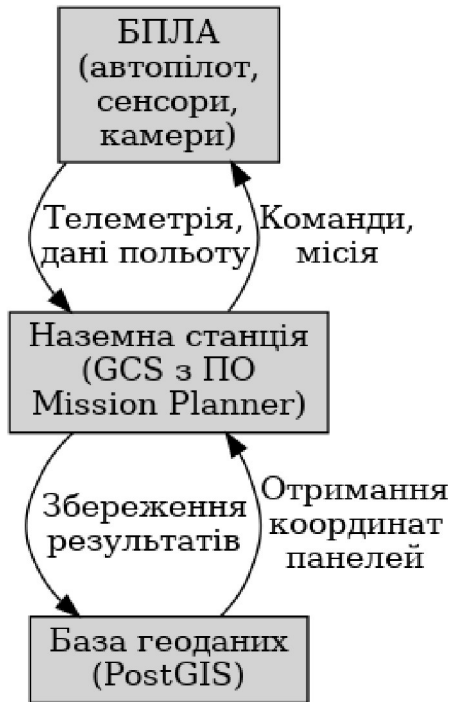 БПЛА
(автопілот,
сенсори,
камери)
Телеметрія,
дані польоту
Команди,
місія
Наземна станція
(GCS з ПО
Mission Planner)
Збереження
результатів
Отримання
координат
панелей
База геоданих
(PostGIS)